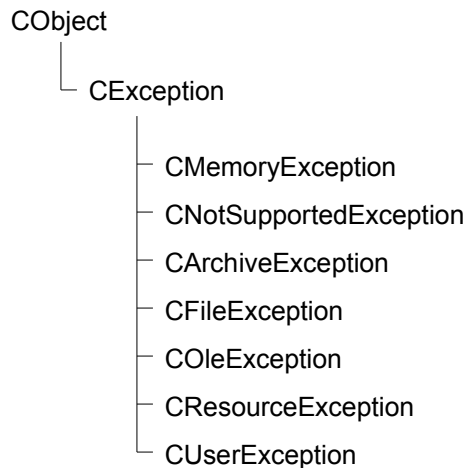 CObject
CException
CMemoryException
CNotSupportedException
CArchiveException
CFileException
COleException
CResourceException
CUserException